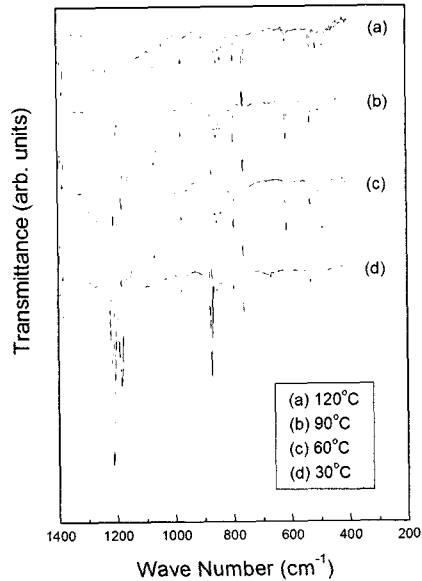 (a)
(b)
(c)
(d)
Transmittance (arb. units)
(a) 120°C
(b) 90°C
(c) 60°C
(d) 30°C
1400 1200 1000 800 600 400 200
Wave Number (cm⁻¹)